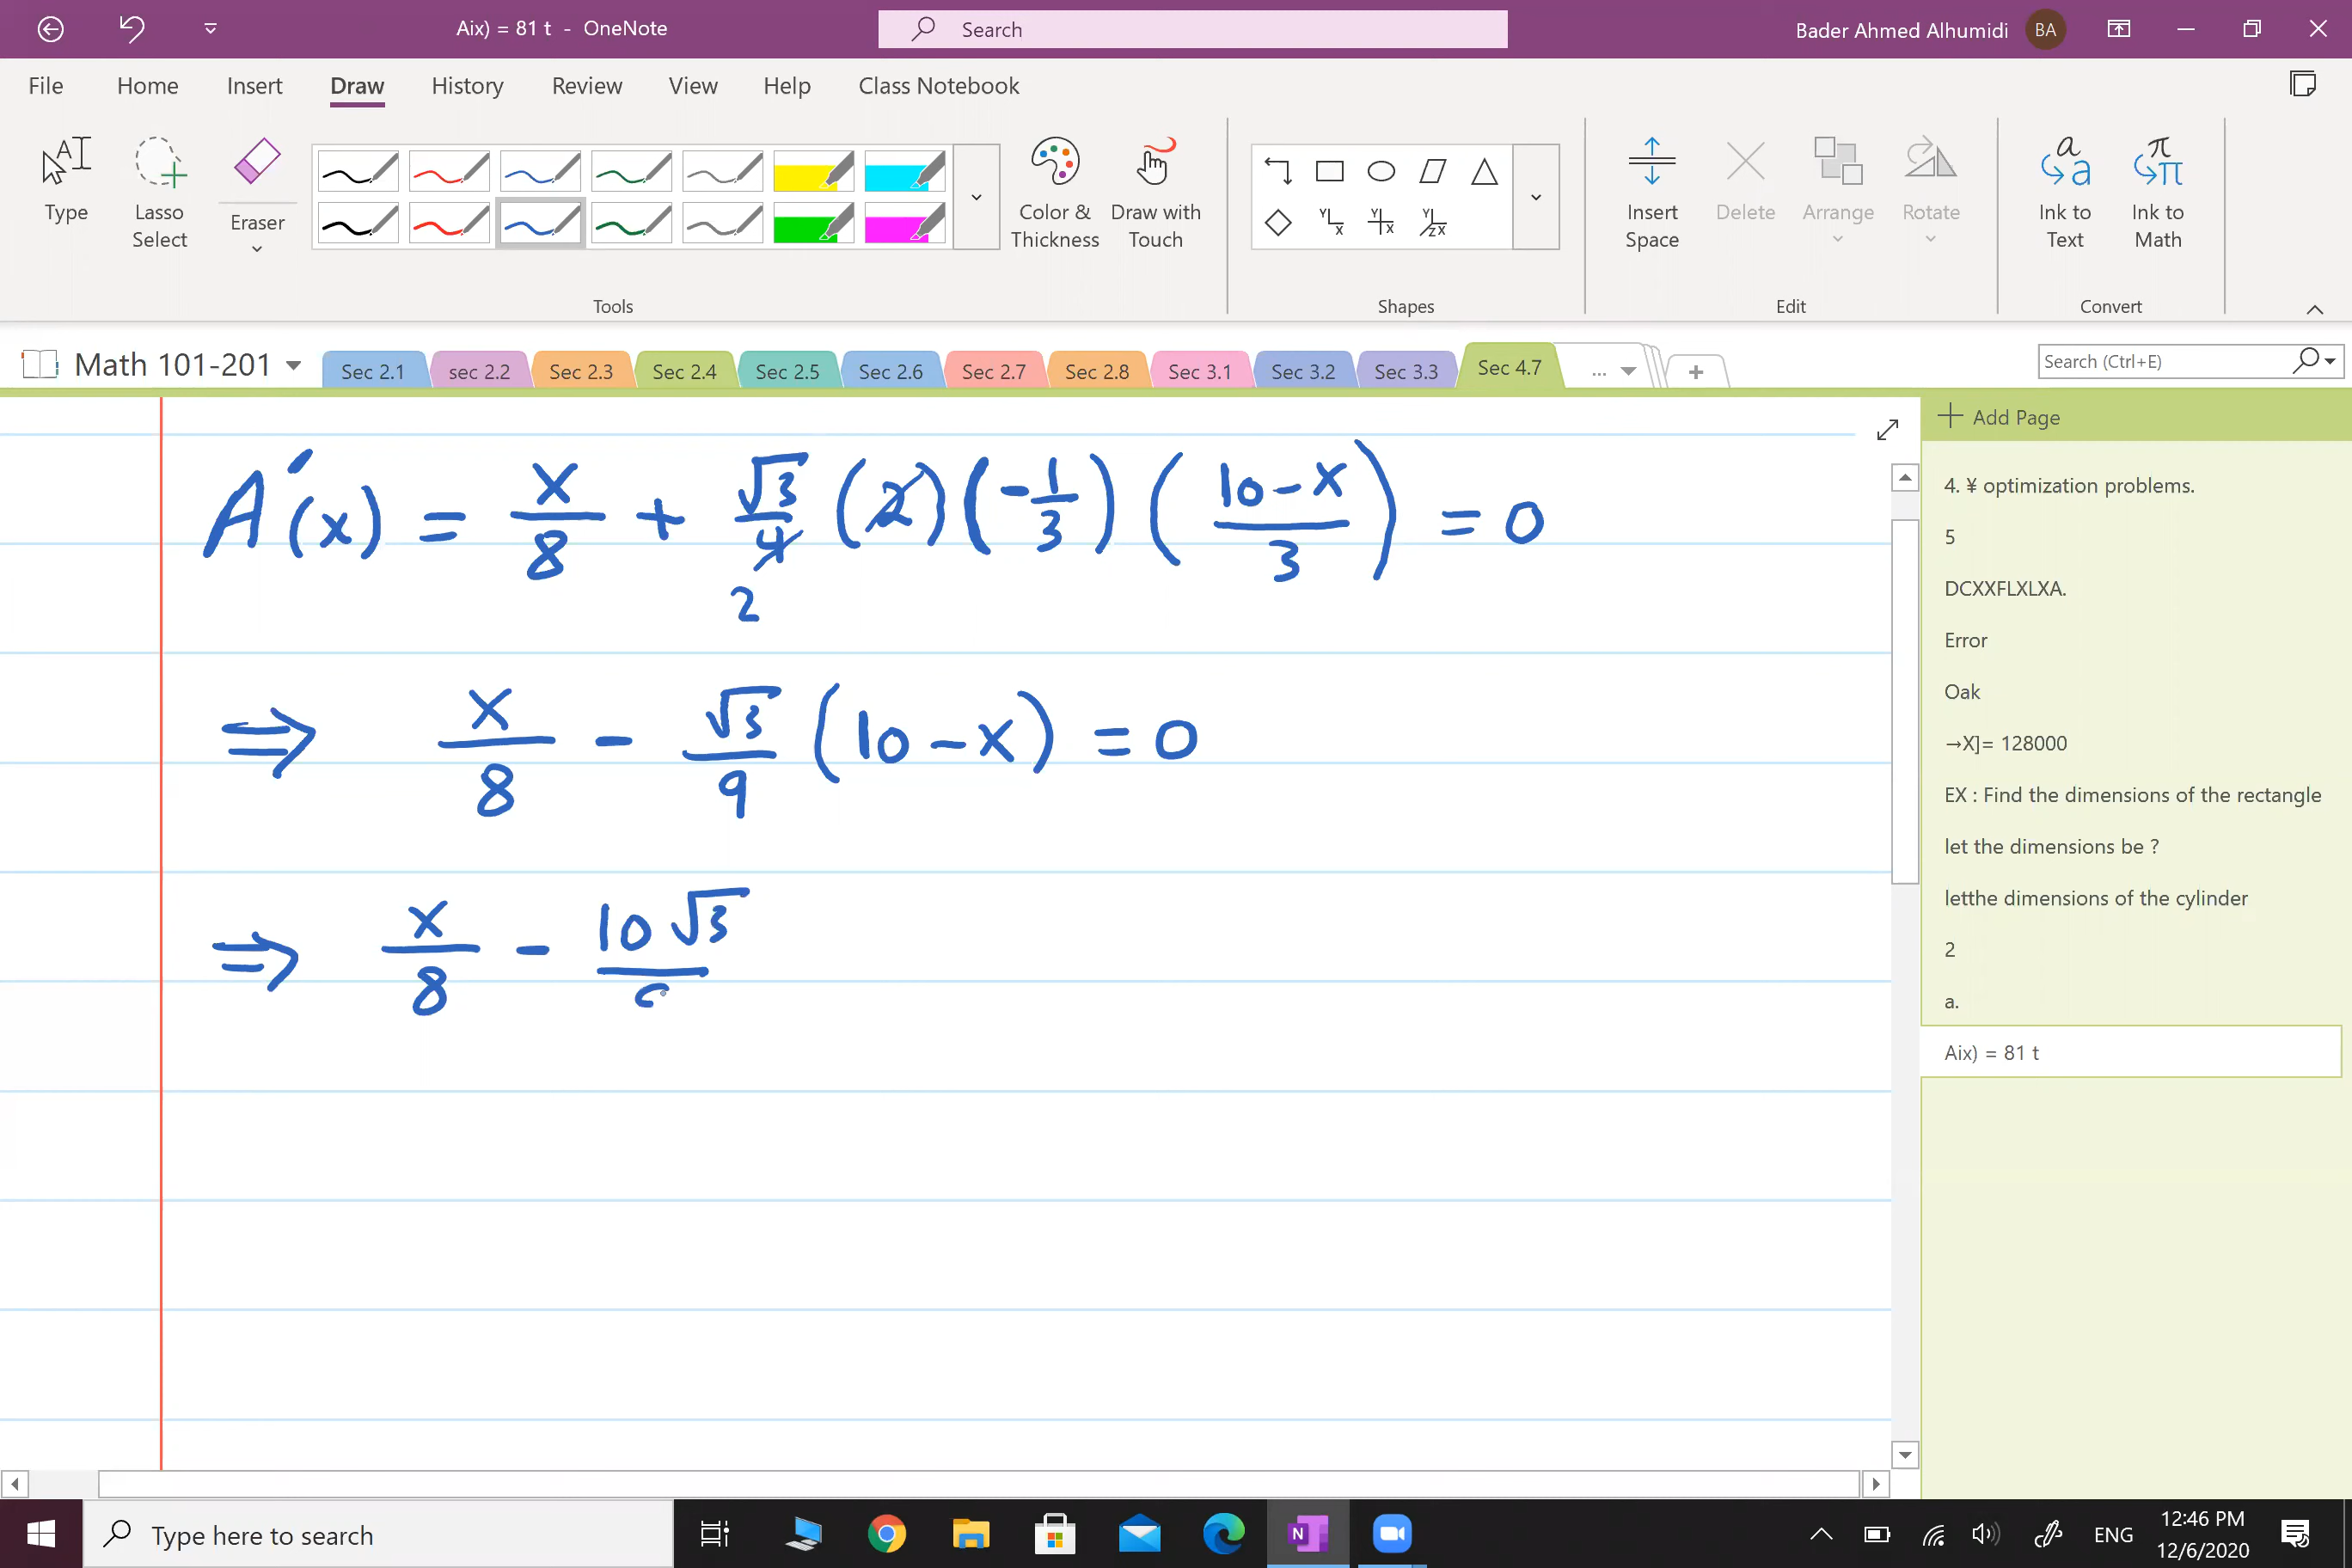 Aix) = 81 t - OneNote
Search
Bader Ahmed Alhumidi
BA
File Home Insert Draw History Review View Help Class Notebook
Type
Lasso Select
Eraser
Color & Thickness
Draw with Touch
Insert Space
Delete
Arrange
Rotate
Ink to Text
Ink to Math
Tools
Shapes
Edit
Convert
Math 101-201
Sec 2.1 sec 2.2 Sec 2.3 Sec 2.4 Sec 2.5 Sec 2.6 Sec 2.7 Sec 2.8 Sec 3.1 Sec 3.2 Sec 3.3 Sec 4.7 ... +
Search (Ctrl+E)
A'(x) = x/8 + √3/4 (2)(-1/3)((10-x)/3) = 0
2
⇒ x/8 - √3/9 (10-x) = 0
⇒ x/8 - 10√3
Add Page
4. ¥ optimization problems.
5
DCXXFLXLXA.
Error
Oak
→X]= 128000
EX : Find the dimensions of the rectangle
let the dimensions be ?
letthe dimensions of the cylinder
2
a.
Aix) = 81 t
Type here to search
ENG
12:46 PM
12/6/2020